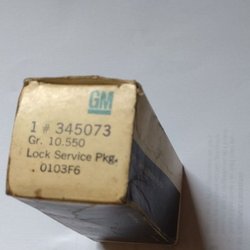 GM
1 # 345073
Gr. 10.550
Lock Service Pkg.
. 0103F6